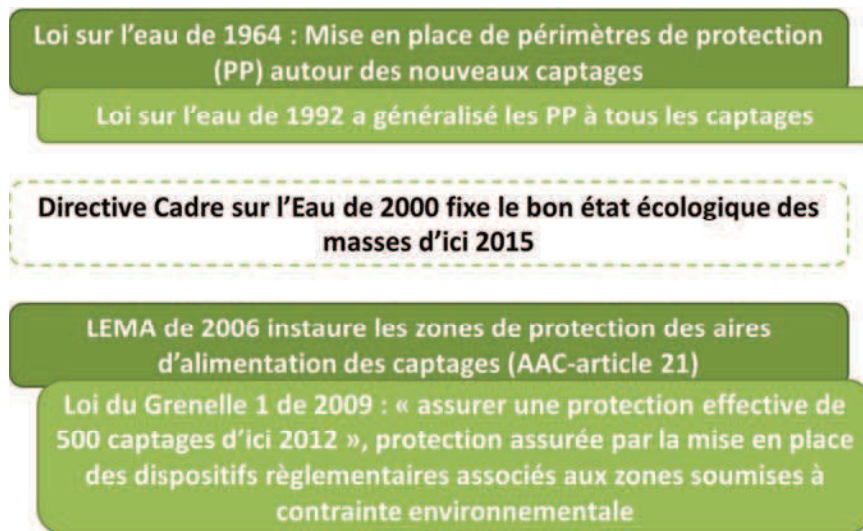 Loi sur l'eau de 1964 : Mise en place de périmètres de protection
(PP) autour des nouveaux captages
Loi sur l'eau de 1992 a généralisé les PP à tous les captages
Directive Cadre sur l'Eau de 2000 fixe le bon état écologique des
masses d'ici 2015
LEMA de 2006 instaure les zones de protection des aires
d'alimentation des captages (AAC-article 21)
Loi du Grenelle 1 de 2009 : « assurer une protection effective de
500 captages d'ici 2012 », protection assurée par la mise en place
des dispositifs règlementaires associés aux zones soumises à
contrainte environnementale